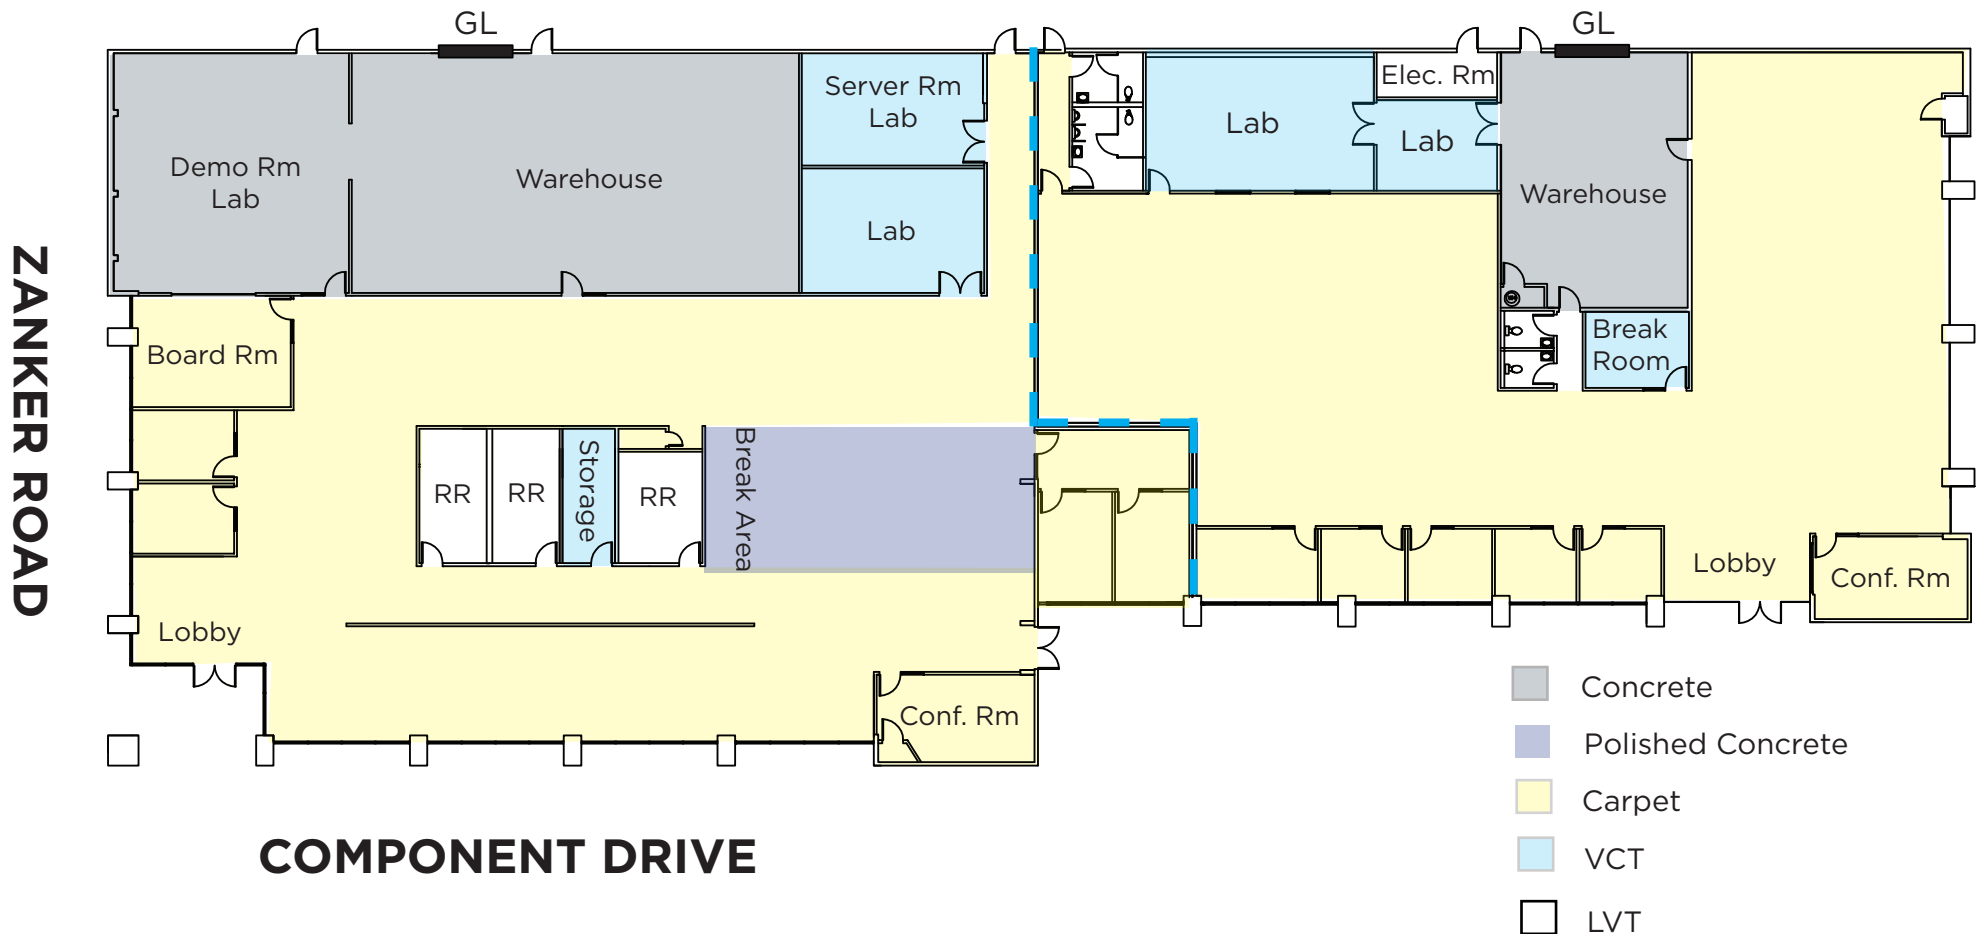 GL
GL
Server Rm
Lab
Elec. Rm
Lab
Lab
Demo Rm
Lab
Warehouse
Warehouse
Lab
ZANKER ROAD
Board Rm
Break
Room
Storage
Break Area
RR
RR
RR
Lobby
Conf. Rm
Lobby
Conf. Rm
Concrete
Polished Concrete
Carpet
VCT
LVT
COMPONENT DRIVE